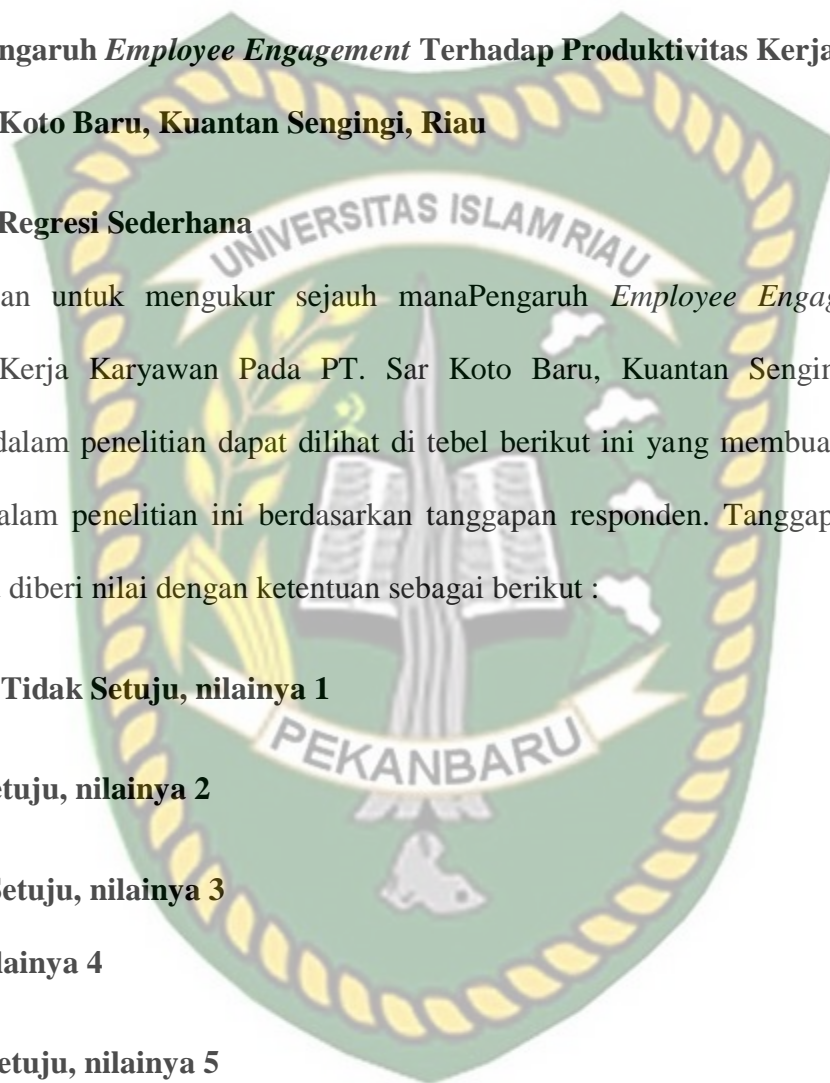 ngaruh Employee Engagement Terhadap Produktivitas Kerja
Koto Baru, Kuantan Sengingi, Riau
Regresi Sederhana
UNIVERSITAS ISLAM RIAU
an untuk mengukur sejauh manaPengaruh Employee Engag
Kerja Karyawan Pada PT. Sar Koto Baru, Kuantan Sengin
dalam penelitian dapat dilihat di tebel berikut ini yang membua
alam penelitian ini berdasarkan tanggapan responden. Tanggap
diberi nilai dengan ketentuan sebagai berikut :
Tidak Setuju, nilainya 1
PEKANBARU
etuju, nilainya 2
Setuju, nilainya 3
lainya 4
etuju, nilainya 5